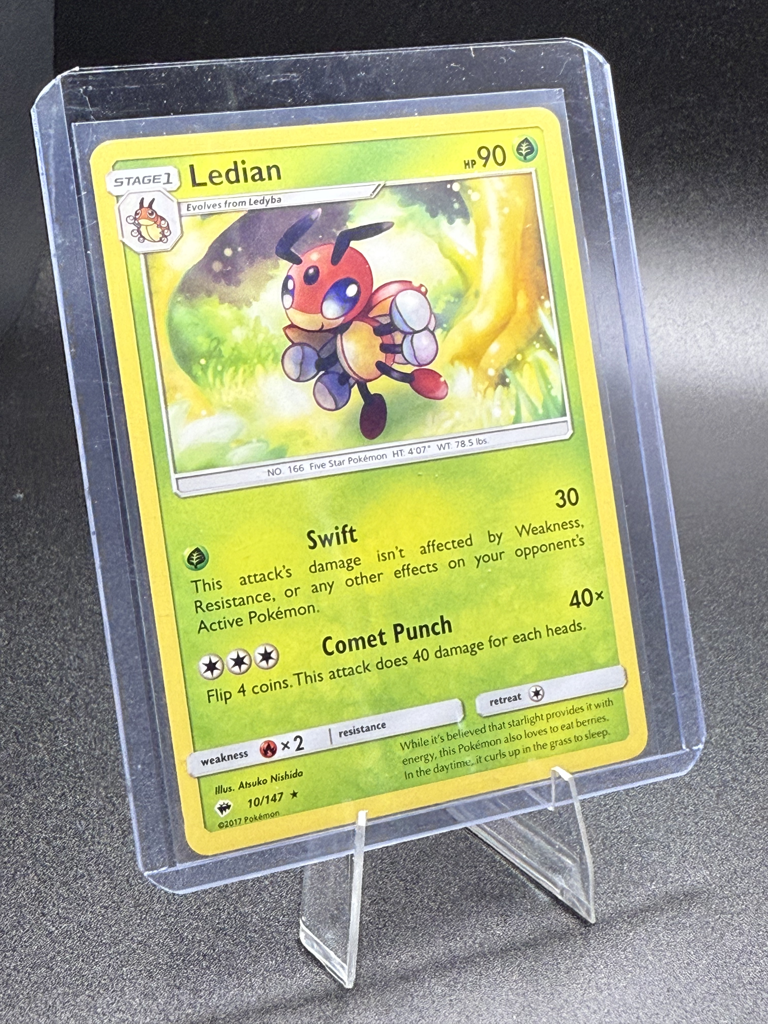 STAGE1 Ledian HP 90
Evolves from Ledyba
NO. 166 Five Star Pokémon HT: 4'07" WT: 78.5 lbs.
Swift 30
This attack's damage isn't affected by Weakness,
Resistance, or any other effects on your opponent's
Active Pokémon.
Comet Punch 40×
Flip 4 coins. This attack does 40 damage for each heads.
weakness ×2 resistance retreat
While it's believed that starlight provides it with
energy, this Pokémon also loves to eat berries.
In the daytime, it curls up in the grass to sleep.
Illus. Atsuko Nishida
10/147 ★
©2017 Pokémon